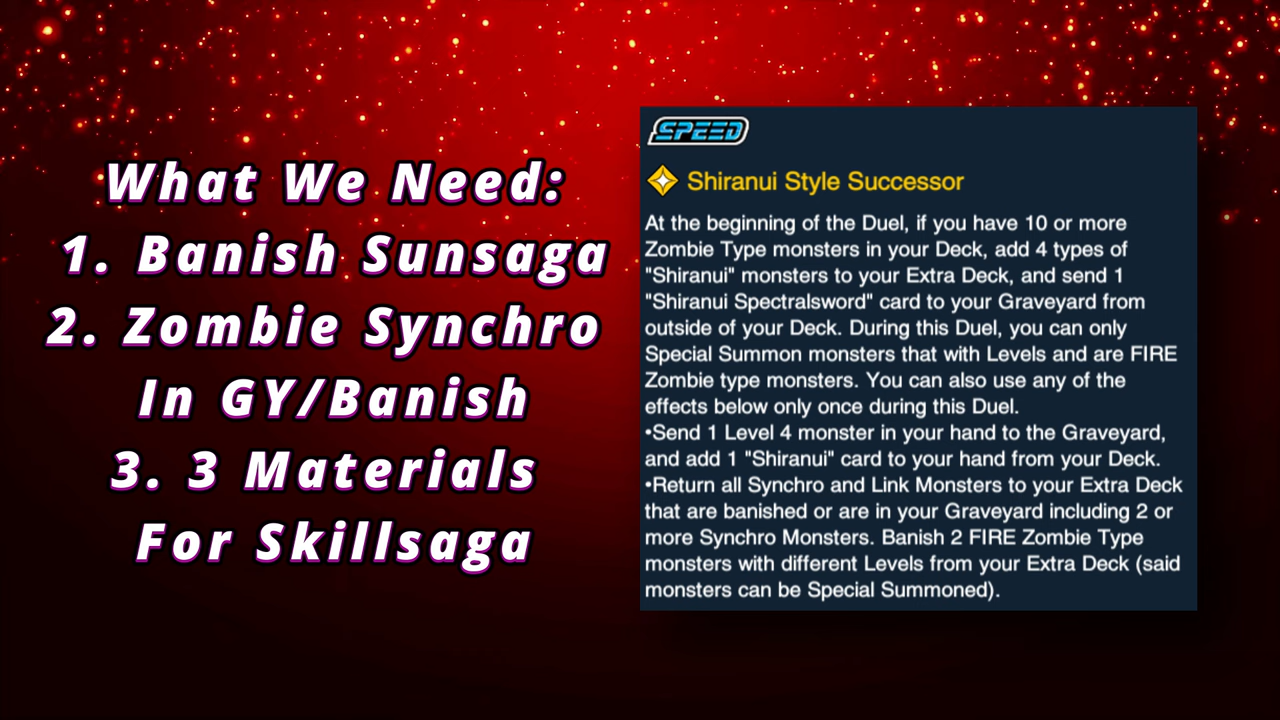 What We Need:
1. Banish Sunsaga
2. Zombie Synchro
In GY/Banish
3. 3 Materials
For Skillsaga
SPEED
Shiranui Style Successor
At the beginning of the Duel, if you have 10 or more
Zombie Type monsters in your Deck, add 4 types of
"Shiranui" monsters to your Extra Deck, and send 1
"Shiranui Spectralsword" card to your Graveyard from
outside of your Deck. During this Duel, you can only
Special Summon monsters that with Levels and are FIRE
Zombie type monsters. You can also use any of the
effects below only once during this Duel.
•Send 1 Level 4 monster in your hand to the Graveyard,
and add 1 "Shiranui" card to your hand from your Deck.
•Return all Synchro and Link Monsters to your Extra Deck
that are banished or are in your Graveyard including 2 or
more Synchro Monsters. Banish 2 FIRE Zombie Type
monsters with different Levels from your Extra Deck (said
monsters can be Special Summoned).